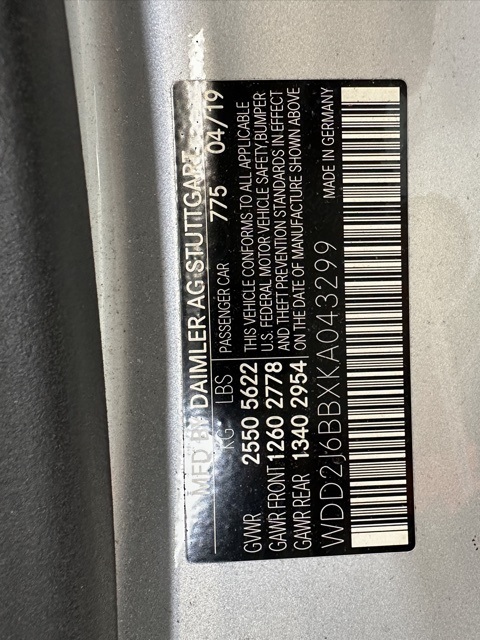 MFD BY DAIMLER AG STUTTGART
775 04/19
KG LBS PASSENGER CAR
GVWR 2550 5622 THIS VEHICLE CONFORMS TO ALL APPLICABLE
U.S. FEDERAL MOTOR VEHICLE SAFETY, BUMPER
GAWR FRONT 1260 2778 AND THEFT PREVENTION STANDARDS IN EFFECT
GAWR REAR 1340 2954 ON THE DATE OF MANUFACTURE SHOWN ABOVE
WDD2J6BBXKA043299 MADE IN GERMANY